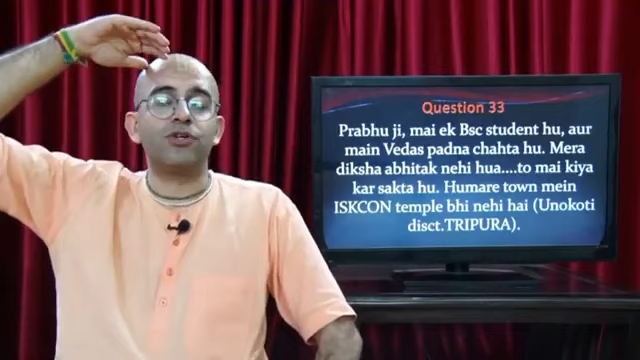 Question 33
Prabhu ji, mai ek Bsc student hu, aur
main Vedas padna chahta hu. Mera
diksha abhitak nehi hua....to mai kiya
kar sakta hu. Humare town mein
ISKCON temple bhi nehi hai (Unokoti
disct.TRIPURA).